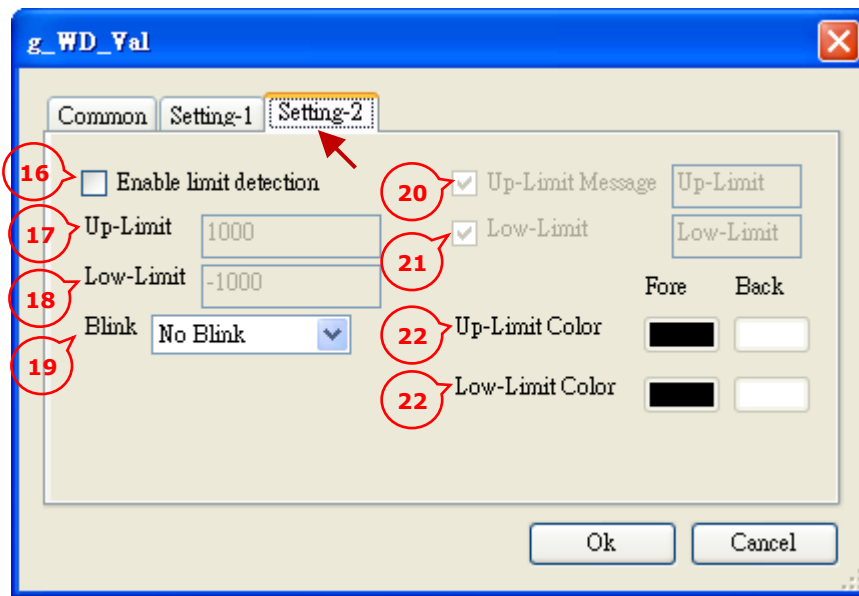 g_WD_Val
Common Setting-1 Setting-2
16 Enable limit detection
17 Up-Limit 1000
18 Low-Limit -1000
19 Blink No Blink
20 Up-Limit Message Up-Limit
21 Low-Limit Low-Limit
Fore Back
22 Up-Limit Color
22 Low-Limit Color
Ok Cancel